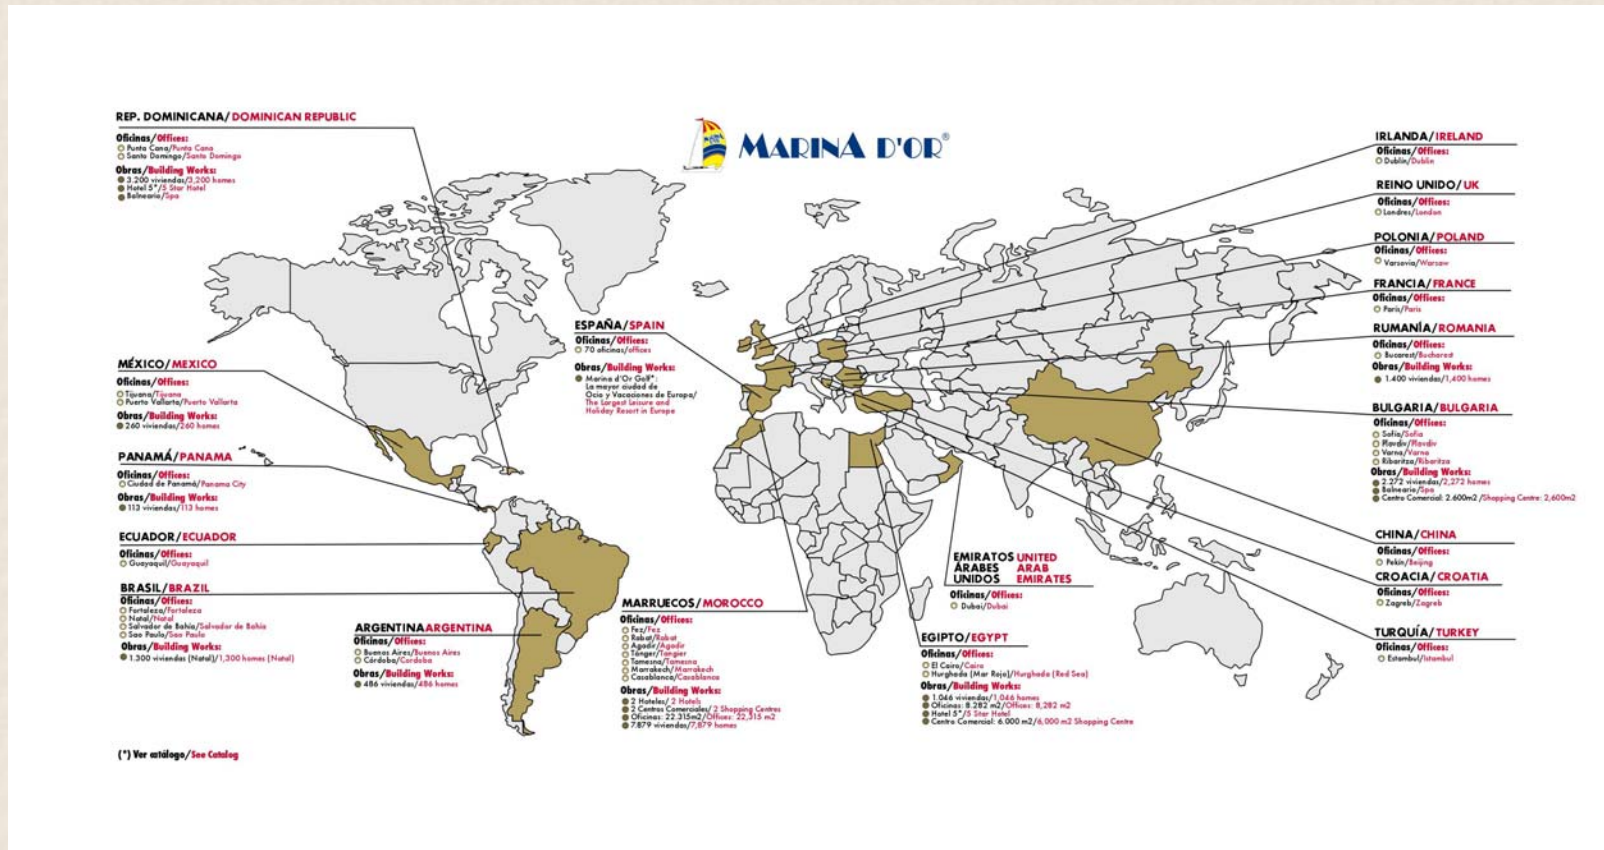 REP. DOMINICANA/DOMINICAN REPUBLIC
Oficinas/Offices:
Punta Cana/Punta Cana
Santo Domingo/Santo Domingo
Obras/Building Works:
3.200 viviendas/3,200 homes
Hotel 5*/5 Star Hotel
Balneario/Spa
MÉXICO/MEXICO
Oficinas/Offices:
Tijuana/Tijuana
Puerto Vallarta/Puerto Vallarta
Obras/Building Works:
260 viviendas/260 homes
PANAMÁ/PANAMA
Oficinas/Offices:
Ciudad de Panamá/Panama City
Obras/Building Works:
113 viviendas/113 homes
ECUADOR/ECUADOR
Oficinas/Offices:
Guayaquil/Guayaquil
BRASIL/BRAZIL
Oficinas/Offices:
Fortaleza/Fortaleza
Natal/Natal
Salvador de Bahía/Salvador de Bahía
Sao Paulo/Sao Paulo
Obras/Building Works:
1.300 viviendas (Natal)/1,300 homes (Natal)
(*) Ver catálogo/See Catalog
ARGENTINA ARGENTINA
Oficinas/Offices:
Buenos Aires/Buenos Aires
Córdoba/Cordoba
Obras/Building Works:
486 viviendas/486 homes
MARINA D'OR®
ESPAÑA/SPAIN
Oficinas/Offices:
70 oficinas/offices
Obras/Building Works:
Marina d'Or Golf*:
La mayor ciudad de
Ocio y Vacaciones de Europa/
The Largest Leisure and
Holiday Resort in Europe
MARRUECOS/MOROCCO
Oficinas/Offices:
Fez/Fez
Rabat/Rabat
Agadir/Agadir
Tánger/Tangier
Tamesna/Tamesna
Marrakech/Marrakech
Casablanca/Casablanca
Obras/Building Works:
2 Hoteles/ 2 Hotels
2 Centros Comerciales/ 2 Shopping Centres
Oficinas: 22.315m2/Offices: 22,315 m2
7.879 viviendas/7,879 homes
EMIRATOS UNITED
ÁRABES ARAB
UNIDOS EMIRATES
Oficinas/Offices:
Dubai/Dubai
EGIPTO/EGYPT
Oficinas/Offices:
El Cairo/Cairo
Hurghada (Mar Rojo)/Hurghada (Red Sea)
Obras/Building Works:
1.046 viviendas/1,046 homes
Oficinas: 8.282 m2/Offices: 8,282 m2
Hotel 5*/5 Star Hotel
Centro Comercial: 6.000 m2/6,000 m2 Shopping Centre
IRLANDA/IRELAND
Oficinas/Offices:
Dublín/Dublin
REINO UNIDO/UK
Oficinas/Offices:
Londres/London
POLONIA/POLAND
Oficinas/Offices:
Varsovia/Warsaw
FRANCIA/FRANCE
Oficinas/Offices:
París/Paris
RUMANÍA/ROMANIA
Oficinas/Offices:
Bucarest/Bucharest
Obras/Building Works:
1.400 viviendas/1,400 homes
BULGARIA/BULGARIA
Oficinas/Offices:
Sofía/Sofia
Plovdiv/Plovdiv
Varna/Varna
Ribaritza/Ribaritza
Obras/Building Works:
2.272 viviendas/2,272 homes
Balneario/Spa
Centro Comercial: 2.600m2 /Shopping Centre: 2,600m2
CHINA/CHINA
Oficinas/Offices:
Pekín/Beijing
CROACIA/CROATIA
Oficinas/Offices:
Zagreb/Zagreb
TURQUÍA/TURKEY
Oficinas/Offices:
Estambul/Istambul